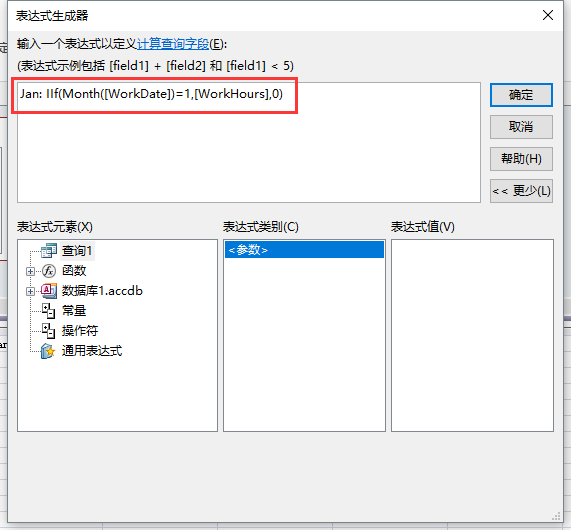 表达式生成器
输入一个表达式以定义计算查询字段(E):
(表达式示例包括 [field1] + [field2] 和 [field1] < 5)
Jan: IIf(Month([WorkDate])=1,[WorkHours],0)
确定
取消
帮助(H)
<< 更少(L)
表达式元素(X)
表达式类别(C)
表达式值(V)
查询1
函数
数据库1.accdb
常量
操作符
通用表达式
<参数>